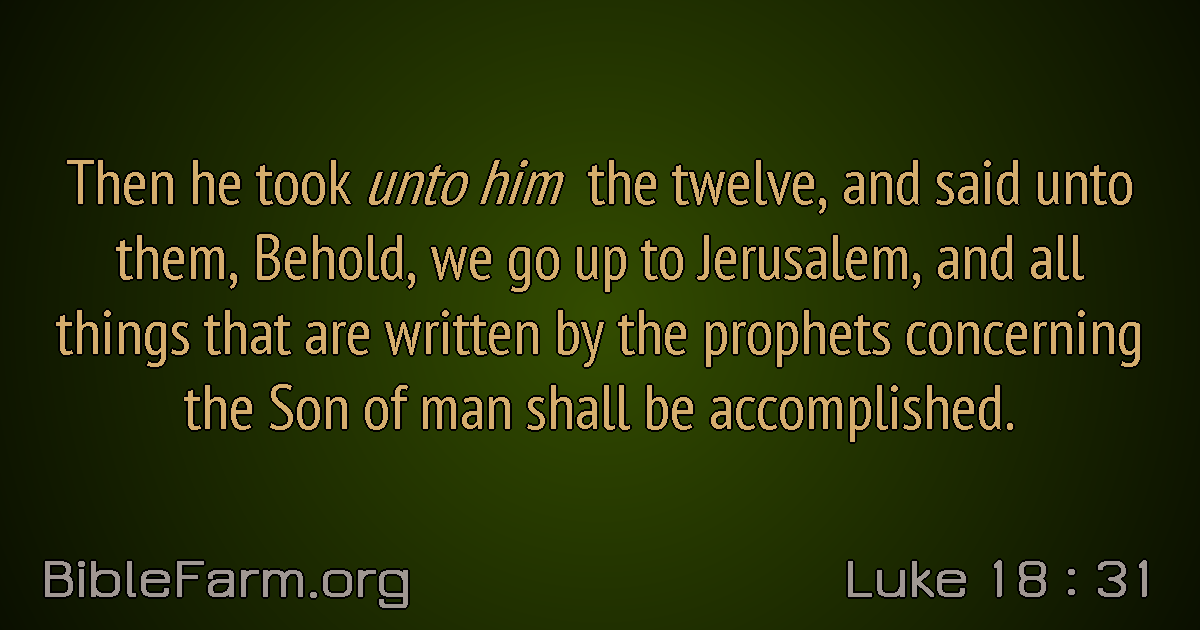 Then he took unto him the twelve, and said unto
them, Behold, we go up to Jerusalem, and all
things that are written by the prophets concerning
the Son of man shall be accomplished.
BibleFarm.org
Luke 18 : 31